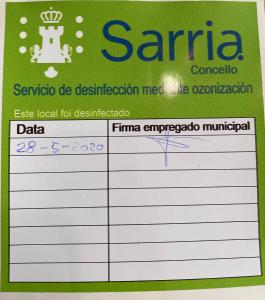 Sarria
Concello
Servicio de desinfección mediante ozonización
Este local foi desinfectado
Data Firma empregado municipal
28-5-2020